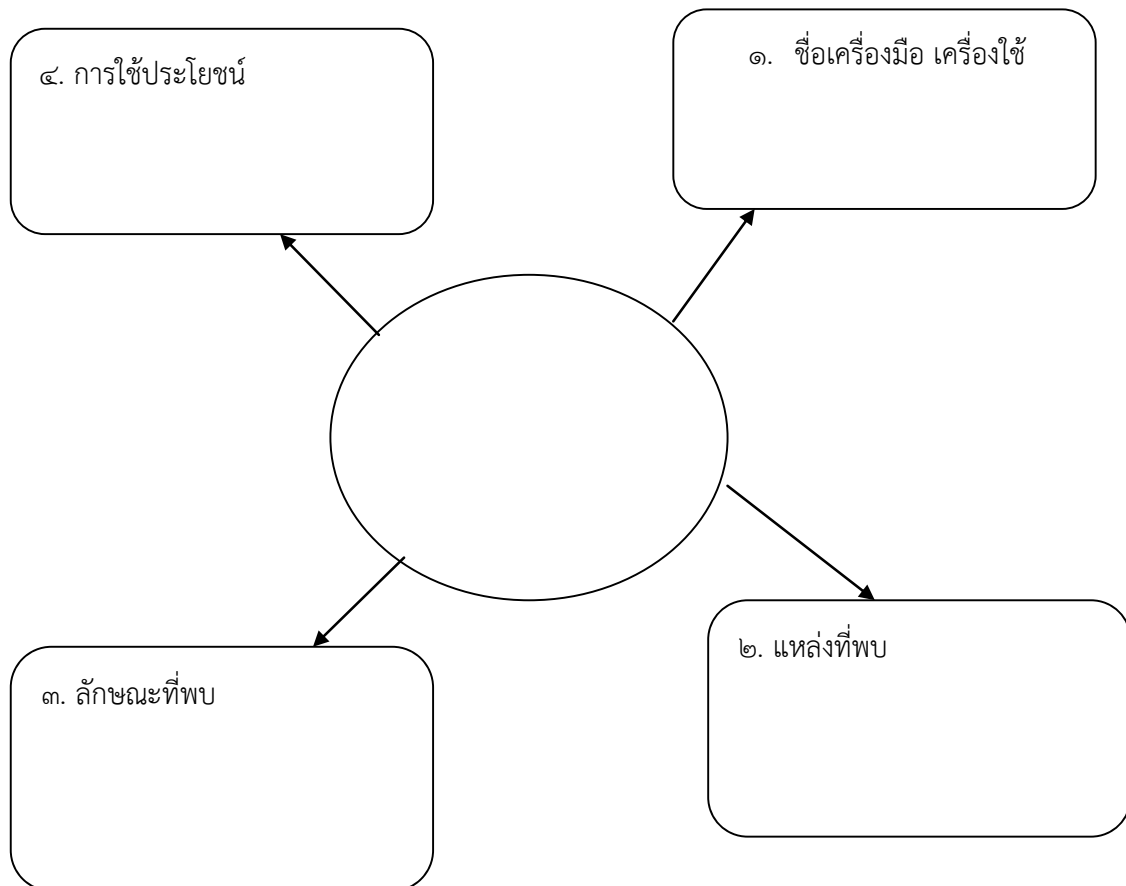 ๔. การใช้ประโยชน์
๑. ชื่อเครื่องมือ เครื่องใช้
๒. แหล่งที่พบ
๓. ลักษณะที่พบ